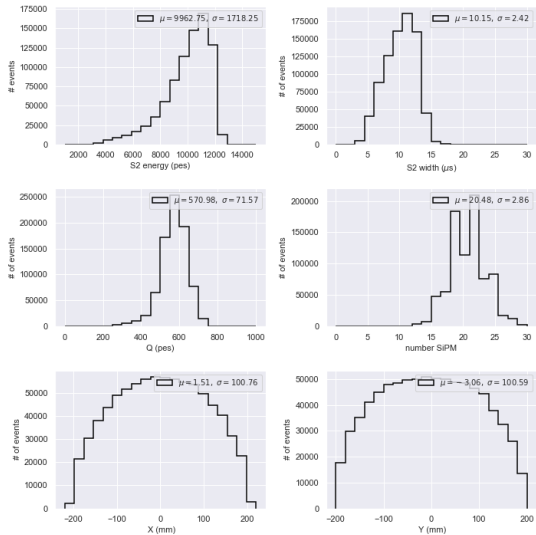 μ = 9962.75, σ = 1718.25
# of events
175000
150000
125000
100000
75000
50000
25000
0
2000 4000 6000 8000 10000 12000 14000
S2 energy (pes)
μ = 10.15, σ = 2.42
# of events
175000
150000
125000
100000
75000
50000
25000
0
0 5 10 15 20 25 30
S2 width (μs)
μ = 570.98, σ = 71.57
# of events
250000
200000
150000
100000
50000
0
0 200 400 600 800 1000
Q (pes)
μ = 20.48, σ = 2.86
# of events
200000
150000
100000
50000
0
0 5 10 15 20 25 30
number SiPM
μ = 1.51, σ = 100.76
# of events
50000
40000
30000
20000
10000
0
−200 −100 0 100 200
X (mm)
μ = −3.06, σ = 100.59
# of events
50000
40000
30000
20000
10000
0
−200 −100 0 100 200
Y (mm)